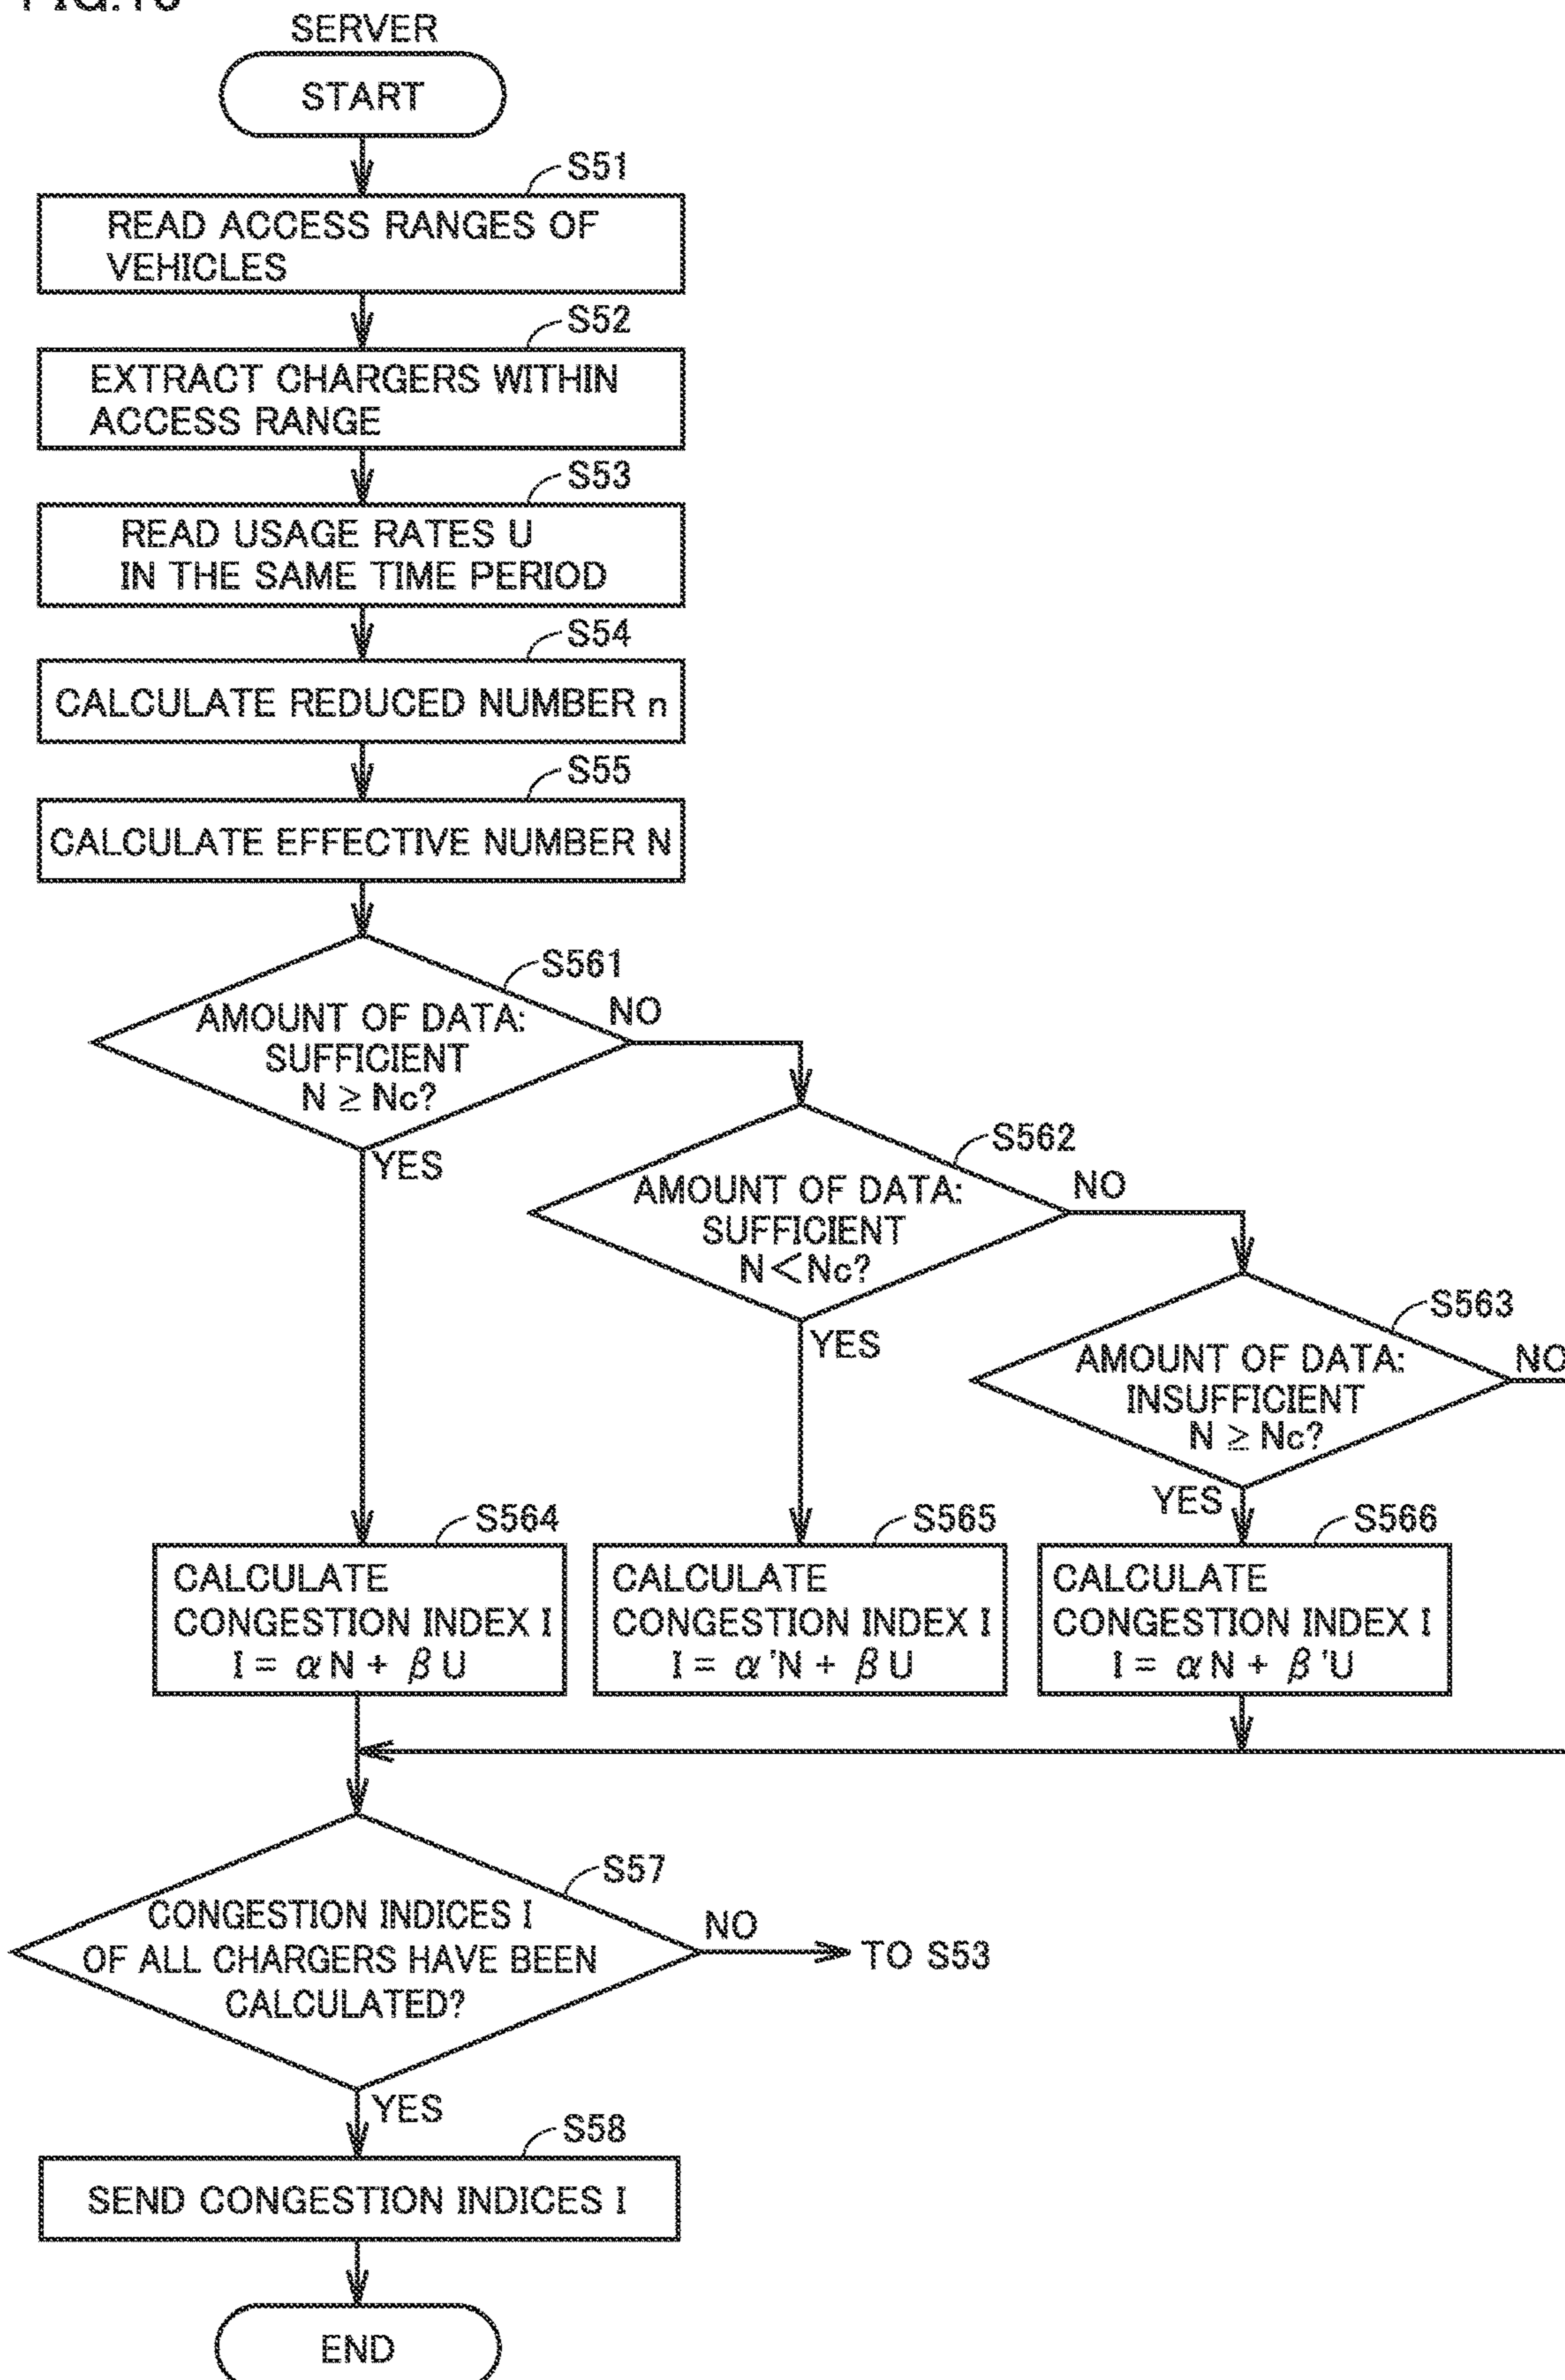 SERVER
START
S51
READ ACCESS RANGES OF
VEHICLES
S52
EXTRACT CHARGERS WITHIN
ACCESS RANGE
S53
READ USAGE RATES U
IN THE SAME TIME PERIOD
S54
CALCULATE REDUCED NUMBER n
S55
CALCULATE EFFECTIVE NUMBER N
S561
AMOUNT OF DATA:
SUFFICIENT
N ≥ Nc?
NO
YES
S562
AMOUNT OF DATA:
SUFFICIENT
N<Nc?
NO
YES
S563
AMOUNT OF DATA:
INSUFFICIENT
N ≥ Nc?
NO
YES
S564
CALCULATE
CONGESTION INDEX I
I = αN + βU
S565
CALCULATE
CONGESTION INDEX I
I = α'N + βU
S566
CALCULATE
CONGESTION INDEX I
I = αN + β'U
S57
CONGESTION INDICES I
OF ALL CHARGERS HAVE BEEN
CALCULATED?
NO
TO S53
YES
S58
SEND CONGESTION INDICES I
END